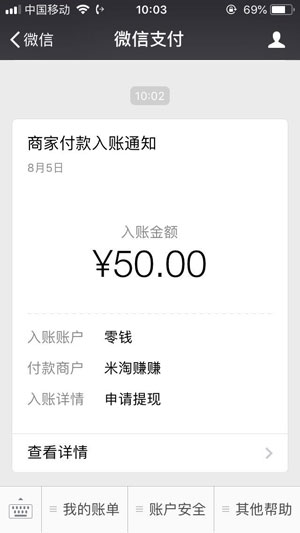 中国移动 10:03 69%
微信 微信支付
10:02
商家付款入账通知
8月5日
入账金额
¥50.00
入账账户 零钱
付款商户 米淘赚赚
入账详情 申请提现
查看详情
我的账单 账户安全 其他帮助